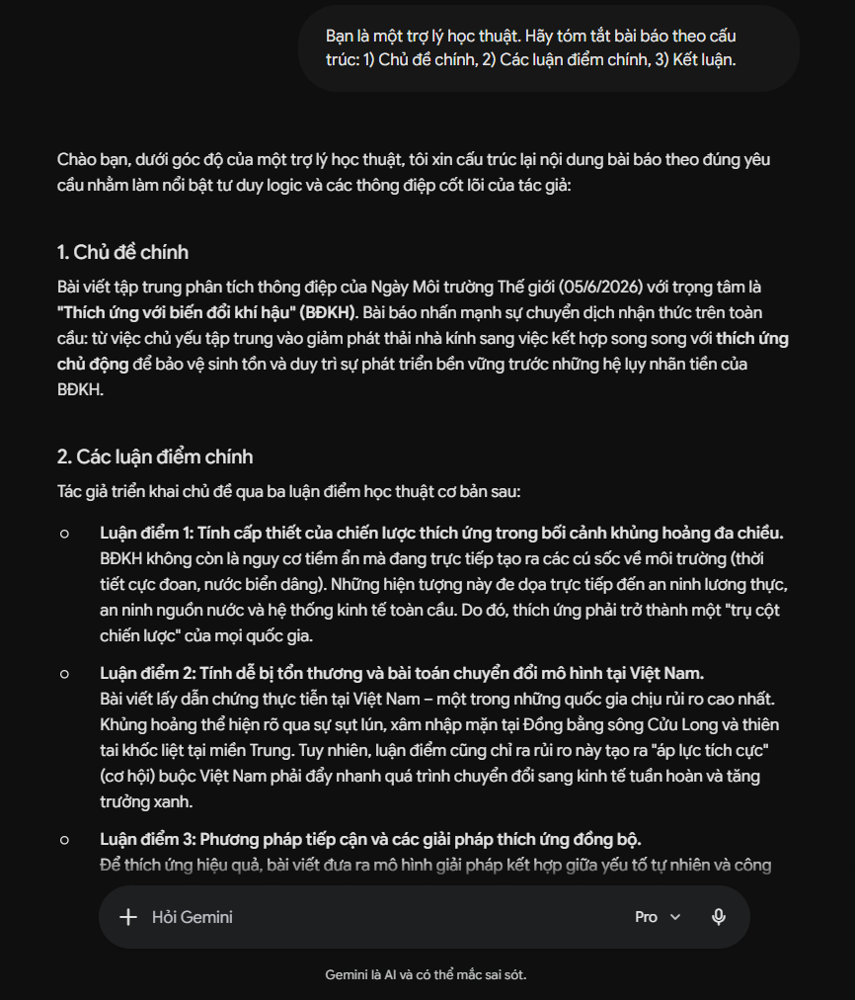 Bạn là một trợ lý học thuật. Hãy tóm tắt bài báo theo cấu
trúc: 1) Chủ đề chính, 2) Các luận điểm chính, 3) Kết luận.
Chào bạn, dưới góc độ của một trợ lý học thuật, tôi xin cấu trúc lại nội dung bài báo theo đúng yêu
cầu nhằm làm nổi bật tư duy logic và các thông điệp cốt lõi của tác giả:
1. Chủ đề chính
Bài viết tập trung phân tích thông điệp của Ngày Môi trường Thế giới (05/6/2026) với trọng tâm là
"Thích ứng với biến đổi khí hậu" (BĐKH). Bài báo nhấn mạnh sự chuyển dịch nhận thức trên toàn
cầu: từ việc chủ yếu tập trung vào giảm phát thải nhà kính sang việc kết hợp song song với thích ứng
chủ động để bảo vệ sinh tồn và duy trì sự phát triển bền vững trước những hệ lụy nhãn tiền của
BĐKH.
2. Các luận điểm chính
Tác giả triển khai chủ đề qua ba luận điểm học thuật cơ bản sau:
Luận điểm 1: Tính cấp thiết của chiến lược thích ứng trong bối cảnh khủng hoảng đa chiều.
BĐKH không còn là nguy cơ tiềm ẩn mà đang trực tiếp tạo ra các cú sốc về môi trường (thời
tiết cực đoan, nước biển dâng). Những hiện tượng này đe dọa trực tiếp đến an ninh lương thực,
an ninh nguồn nước và hệ thống kinh tế toàn cầu. Do đó, thích ứng phải trở thành một "trụ cột
chiến lược" của mọi quốc gia.
Luận điểm 2: Tính dễ bị tổn thương và bài toán chuyển đổi mô hình tại Việt Nam.
Bài viết lấy dẫn chứng thực tiễn tại Việt Nam – một trong những quốc gia chịu rủi ro cao nhất.
Khủng hoảng thể hiện rõ qua sự sụt lún, xâm nhập mặn tại Đồng bằng sông Cửu Long và thiên
tai khốc liệt tại miền Trung. Tuy nhiên, luận điểm cũng chỉ ra rủi ro này tạo ra "áp lực tích cực"
(cơ hội) buộc Việt Nam phải đẩy nhanh quá trình chuyển đổi sang kinh tế tuần hoàn và tăng
trưởng xanh.
Luận điểm 3: Phương pháp tiếp cận và các giải pháp thích ứng đồng bộ.
Để thích ứng hiệu quả, bài viết đưa ra mô hình giải pháp kết hợp giữa yếu tố tự nhiên và công
Hỏi Gemini
Pro
Gemini là AI và có thể mắc sai sót.